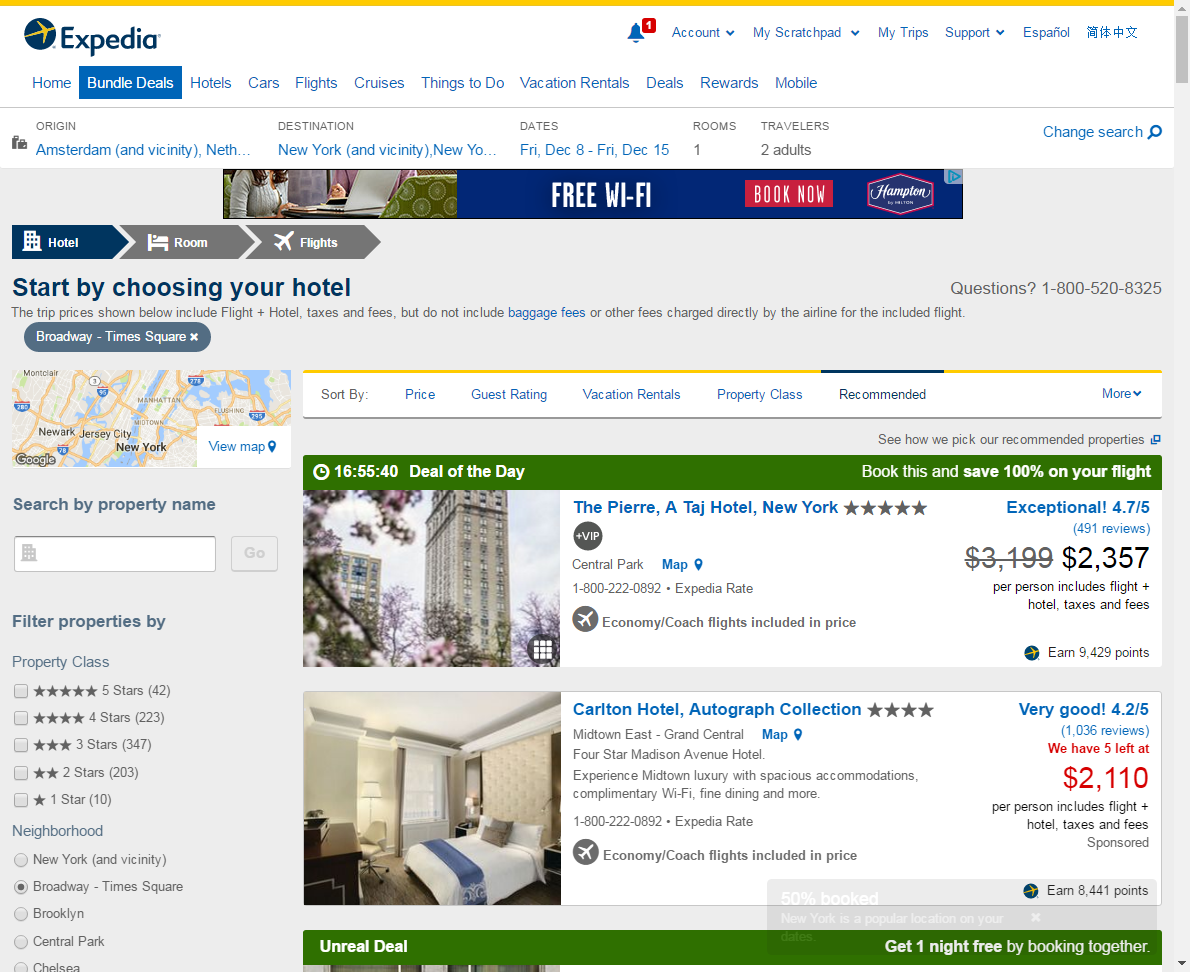 Expedia
1
Account
My Scratchpad
My Trips
Support
Español
简体中文
Home
Bundle Deals
Hotels
Cars
Flights
Cruises
Things to Do
Vacation Rentals
Deals
Rewards
Mobile
ORIGIN
Amsterdam (and vicinity), Neth...
DESTINATION
New York (and vicinity),New Yo...
DATES
Fri, Dec 8 - Fri, Dec 15
ROOMS
1
TRAVELERS
2 adults
Change search
FREE WI-FI
BOOK NOW
Hampton
by HILTON
Hotel
Room
Flights
Start by choosing your hotel
Questions? 1-800-520-8325
The trip prices shown below include Flight + Hotel, taxes and fees, but do not include baggage fees or other fees charged directly by the airline for the included flight.
Broadway - Times Square ×
Montclair
3
95
278
MANHATTAN
280
FLUSHING
295
MIDTOWN
Newark
Jersey City
New York
78
Google
View map
Sort By:
Price
Guest Rating
Vacation Rentals
Property Class
Recommended
More
See how we pick our recommended properties
Search by property name
Go
Filter properties by
Property Class
★★★★★ 5 Stars (42)
★★★★ 4 Stars (223)
★★★ 3 Stars (347)
★★ 2 Stars (203)
★ 1 Star (10)
Neighborhood
New York (and vicinity)
Broadway - Times Square
Brooklyn
Central Park
Chelsea
16:55:40 Deal of the Day
Book this and save 100% on your flight
The Pierre, A Taj Hotel, New York ★★★★★
+VIP
Central Park
Map
1-800-222-0892 • Expedia Rate
Economy/Coach flights included in price
Exceptional! 4.7/5
(491 reviews)
$3,199 $2,357
per person includes flight +
hotel, taxes and fees
Earn 9,429 points
Carlton Hotel, Autograph Collection ★★★★
Midtown East - Grand Central
Map
Four Star Madison Avenue Hotel.
Experience Midtown luxury with spacious accommodations,
complimentary Wi-Fi, fine dining and more.
1-800-222-0892 • Expedia Rate
Economy/Coach flights included in price
Very good! 4.2/5
(1,036 reviews)
We have 5 left at
$2,110
per person includes flight +
hotel, taxes and fees
Sponsored
Earn 8,441 points
50% booked
New York is a popular location on your
dates.
×
Unreal Deal
Get 1 night free by booking together.